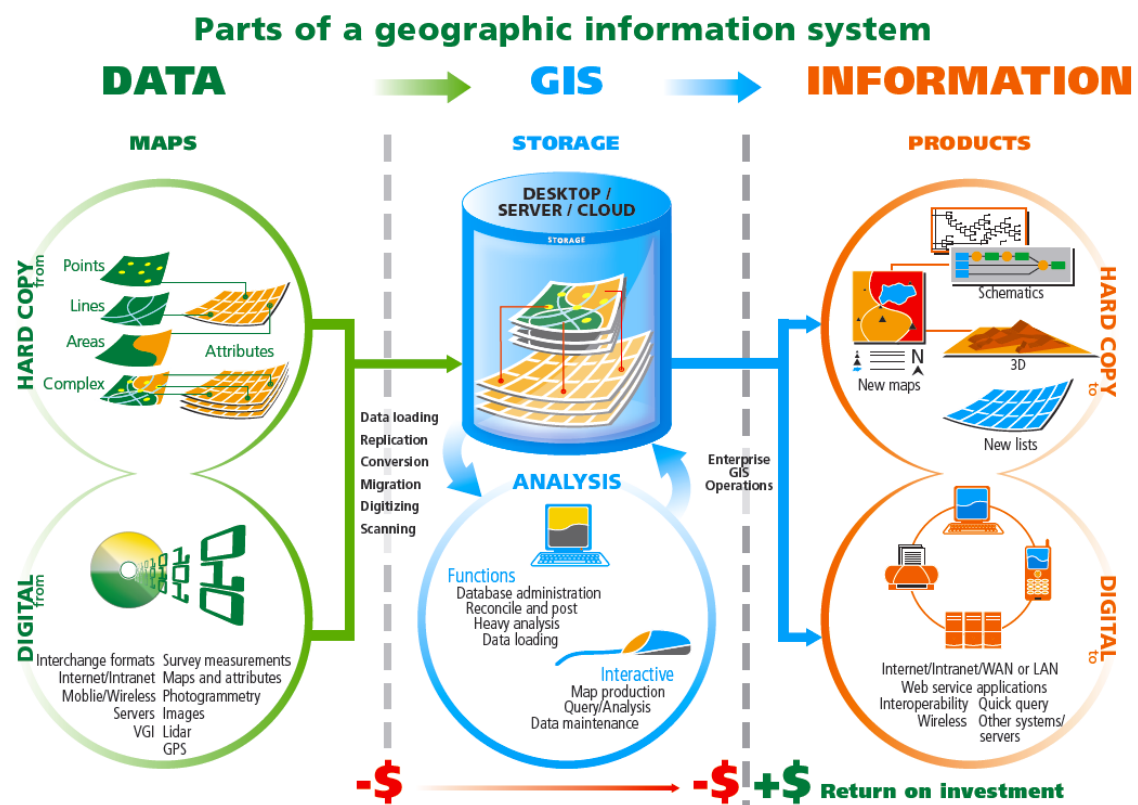 Parts of a geographic information system
DATA
GIS
INFORMATION
MAPS
STORAGE
PRODUCTS
HARD COPY
from
Points
Lines
Areas
Attributes
Complex
DIGITAL
from
Interchange formats
Internet/Intranet
Moblie/Wireless
Servers
VGI
Survey measurements
Maps and attributes
Photogrammetry
Images
Lidar
GPS
Data loading
Replication
Conversion
Migration
Digitizing
Scanning
DESKTOP /
SERVER / CLOUD
STORAGE
ANALYSIS
Functions
Database administration
Reconcile and post
Heavy analysis
Data loading
Interactive
Map production
Query/Analysis
Data maintenance
Enterprise
GIS
Operations
Schematics
N
New maps
3D
New lists
HARD COPY
to
DIGITAL
to
Internet/Intranet/WAN or LAN
Web service applications
Interoperability
Quick query
Wireless
Other systems/
servers
-$
-$
+$ Return on investment